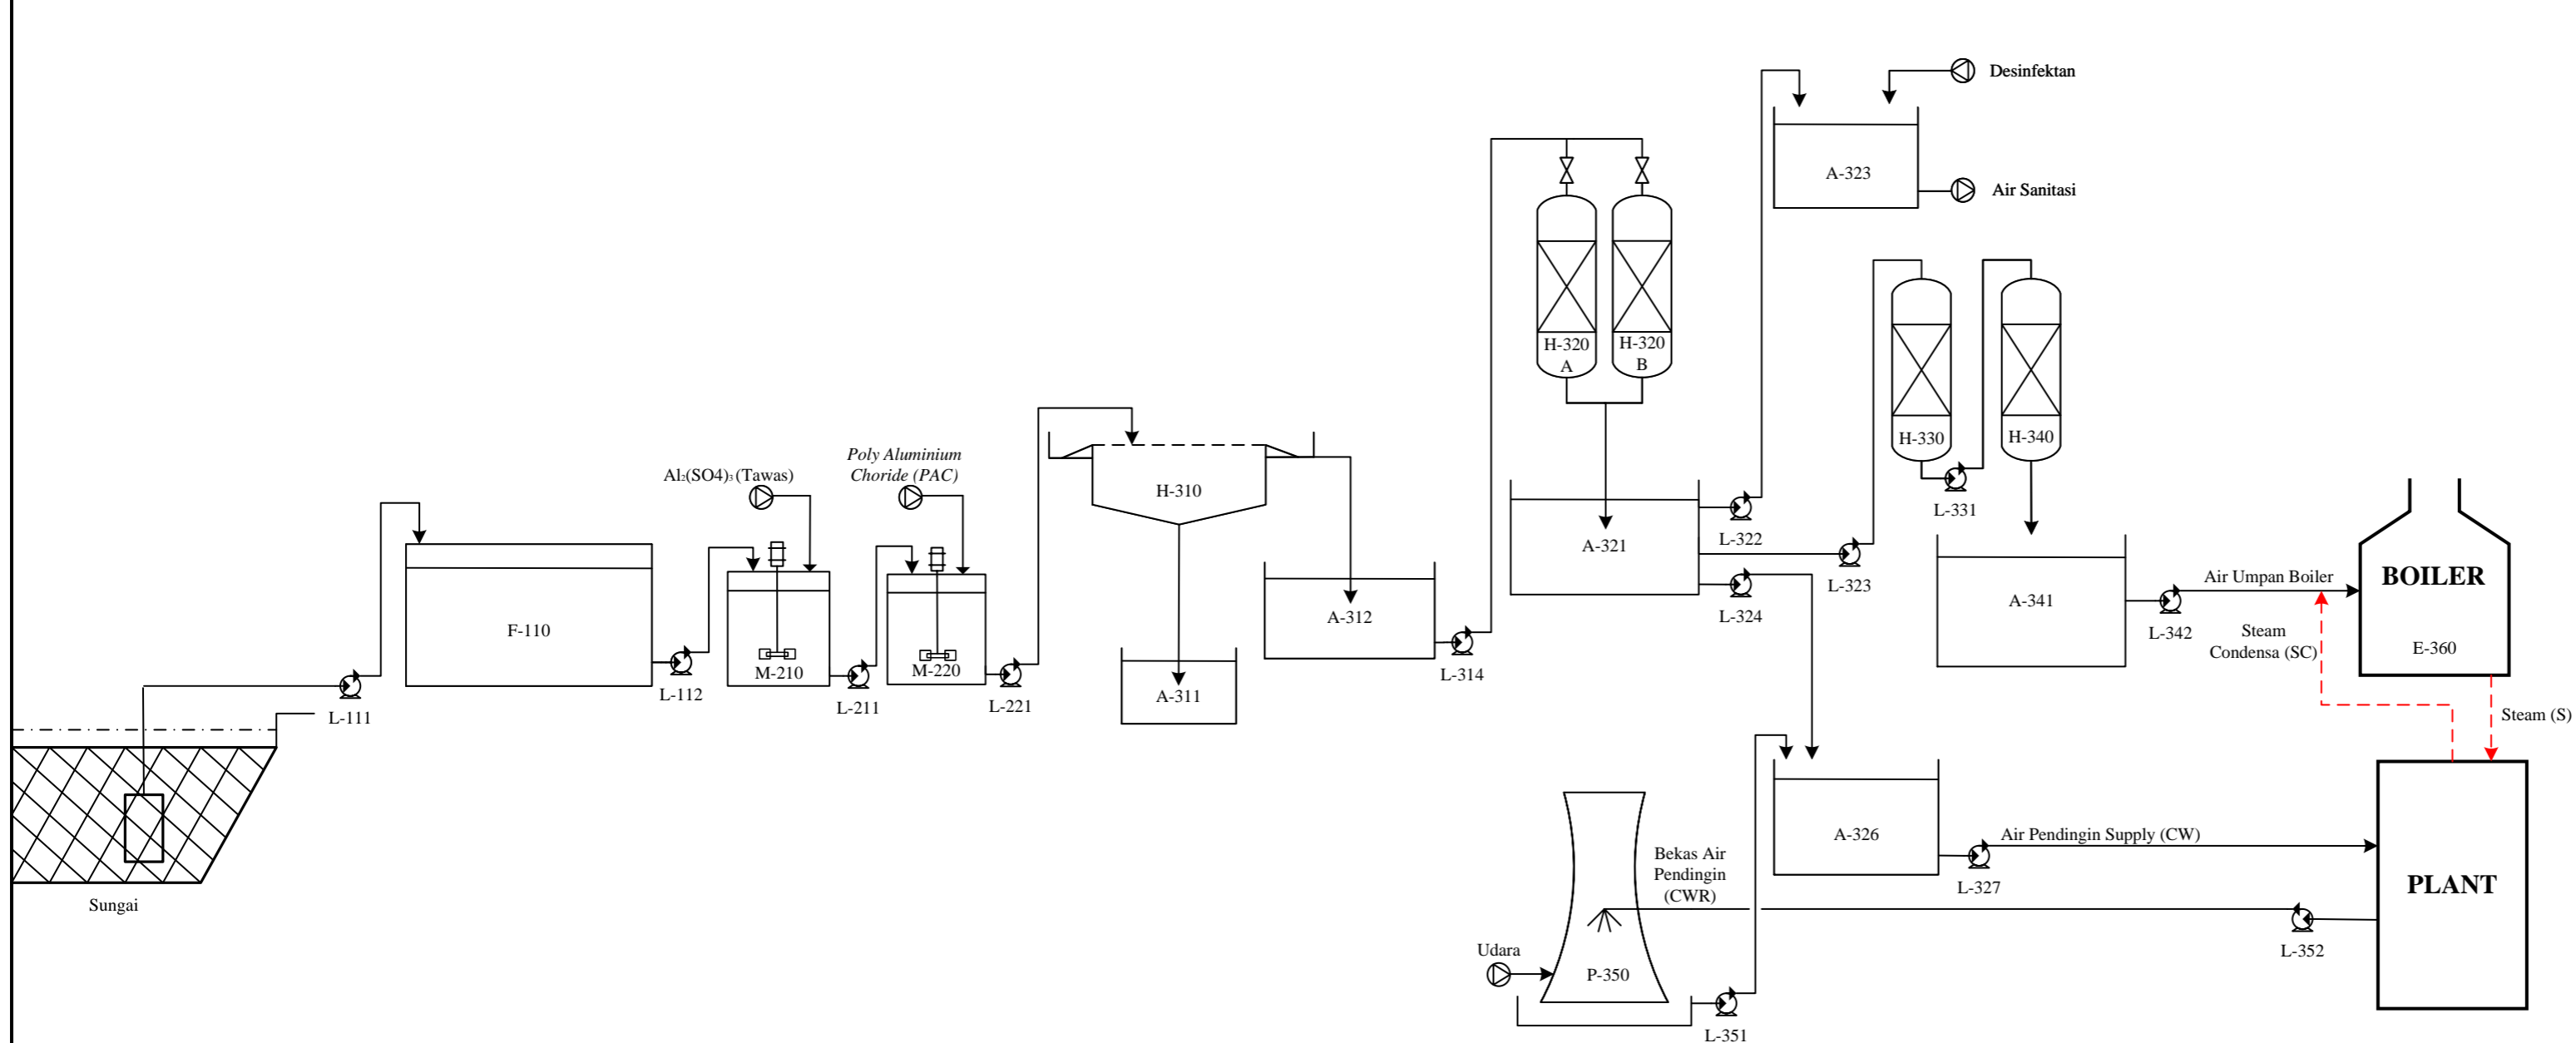 Desinfektan
A-323
Air Sanitasi
H-320
A
H-320
B
H-330
H-340
L-331
Poly Aluminium
Choride (PAC)
Al₂(SO4)₃ (Tawas)
H-310
F-110
M-210
M-220
L-111
L-112
L-211
L-221
A-311
A-312
L-314
A-321
L-322
L-323
L-324
A-341
L-342
Air Umpan Boiler
Steam
Condensa (SC)
BOILER
E-360
Steam (S)
Sungai
A-326
L-327
Air Pendingin Supply (CW)
Bekas Air
Pendingin
(CWR)
Udara
P-350
L-351
L-352
PLANT